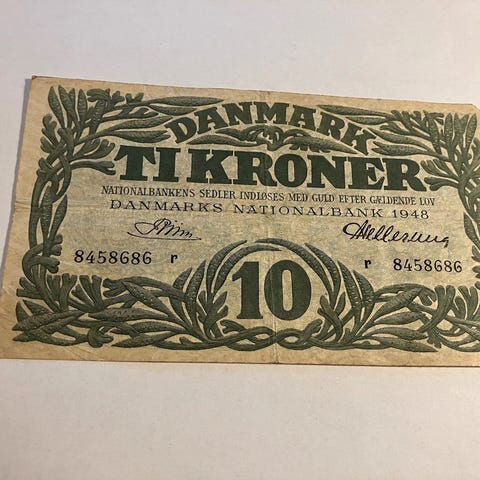 DANMARK
TI KRONER
NATIONALBANKENS SEDLER INDLØSES MED GULD EFTER GÆLDENDE LOV
DANMARKS NATIONALBANK 1948
8458686 r r 8458686
10